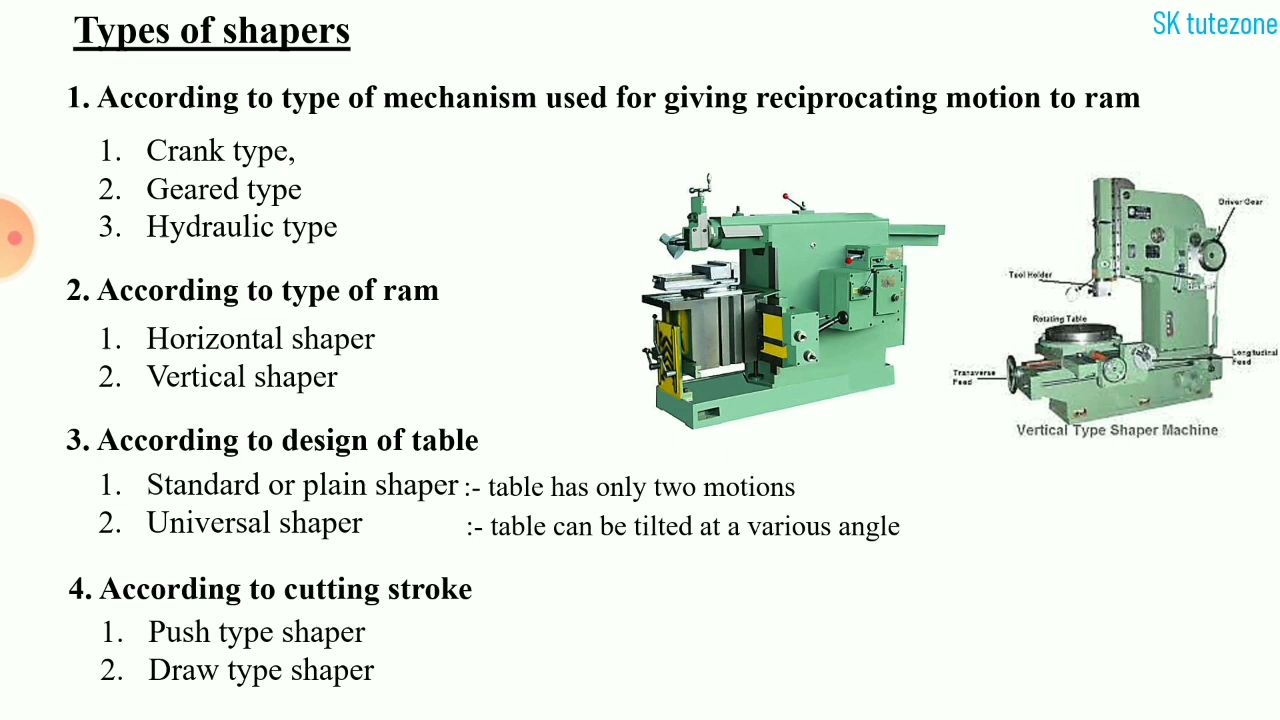 Types of shapers
SK tutezone
1. According to type of mechanism used for giving reciprocating motion to ram
1. Crank type,
2. Geared type
3. Hydraulic type
2. According to type of ram
1. Horizontal shaper
2. Vertical shaper
3. According to design of table
1. Standard or plain shaper :- table has only two motions
2. Universal shaper :- table can be tilted at a various angle
4. According to cutting stroke
1. Push type shaper
2. Draw type shaper
Driver Gear
Tool Holder
Rotating Table
Longitudinal
Feed
Transverse
Feed
Vertical Type Shaper Machine